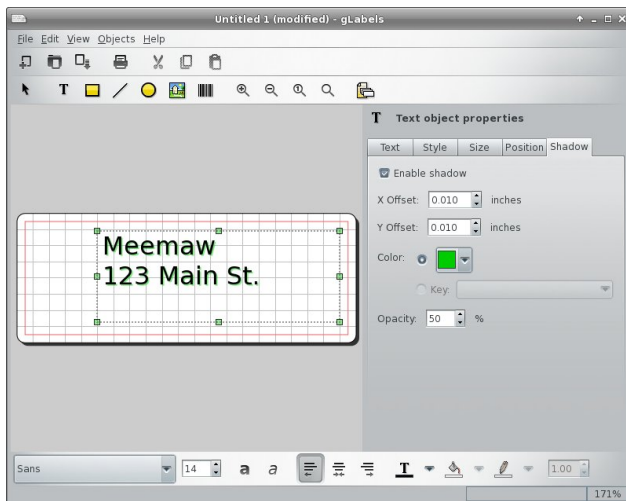 Untitled 1 (modified) - gLabels
File Edit View Objects Help
T
T Text object properties
Text Style Size Position Shadow
Enable shadow
X Offset: 0.010 inches
Y Offset: 0.010 inches
Color:
Key:
Opacity: 50 %
Meemaw
123 Main St.
Sans 14 a a T 1.00
171%